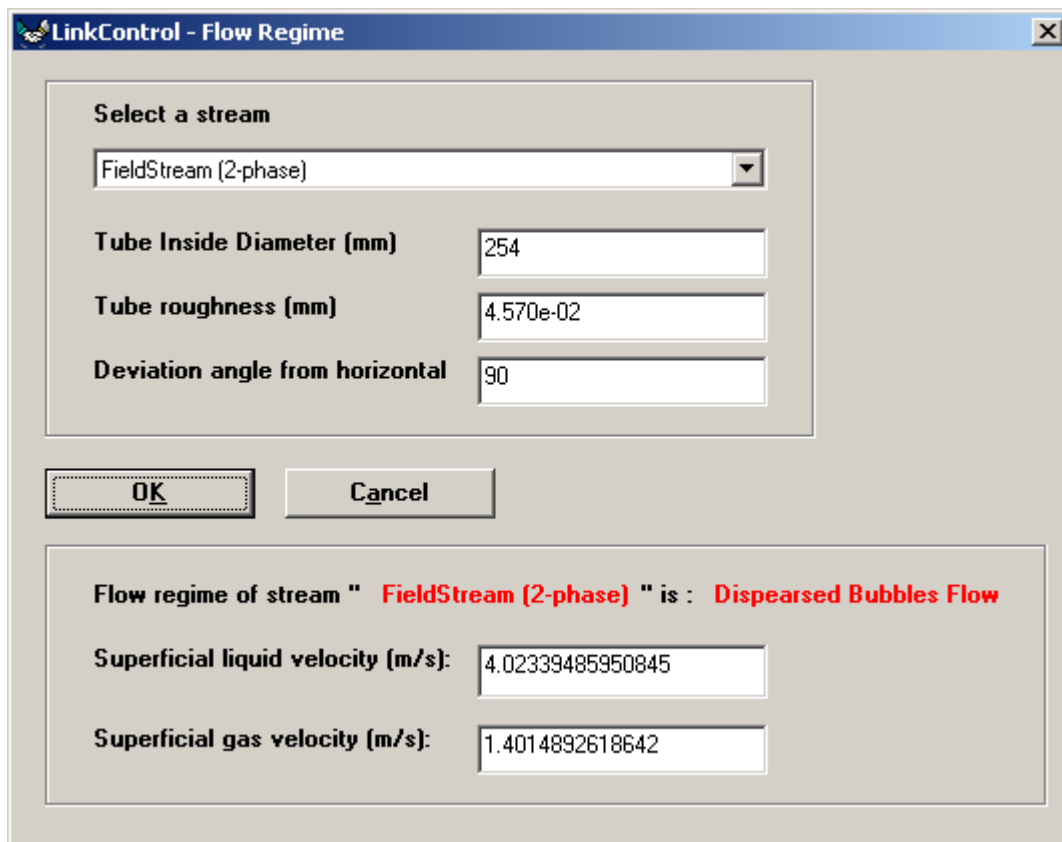 LinkControl - Flow Regime
Select a stream
FieldStream (2-phase)
Tube Inside Diameter (mm) 254
Tube roughness (mm) 4.570e-02
Deviation angle from horizontal 90
OK Cancel
Flow regime of stream " FieldStream (2-phase) " is : Dispearsed Bubbles Flow
Superficial liquid velocity (m/s): 4.02339485950845
Superficial gas velocity (m/s): 1.4014892618642